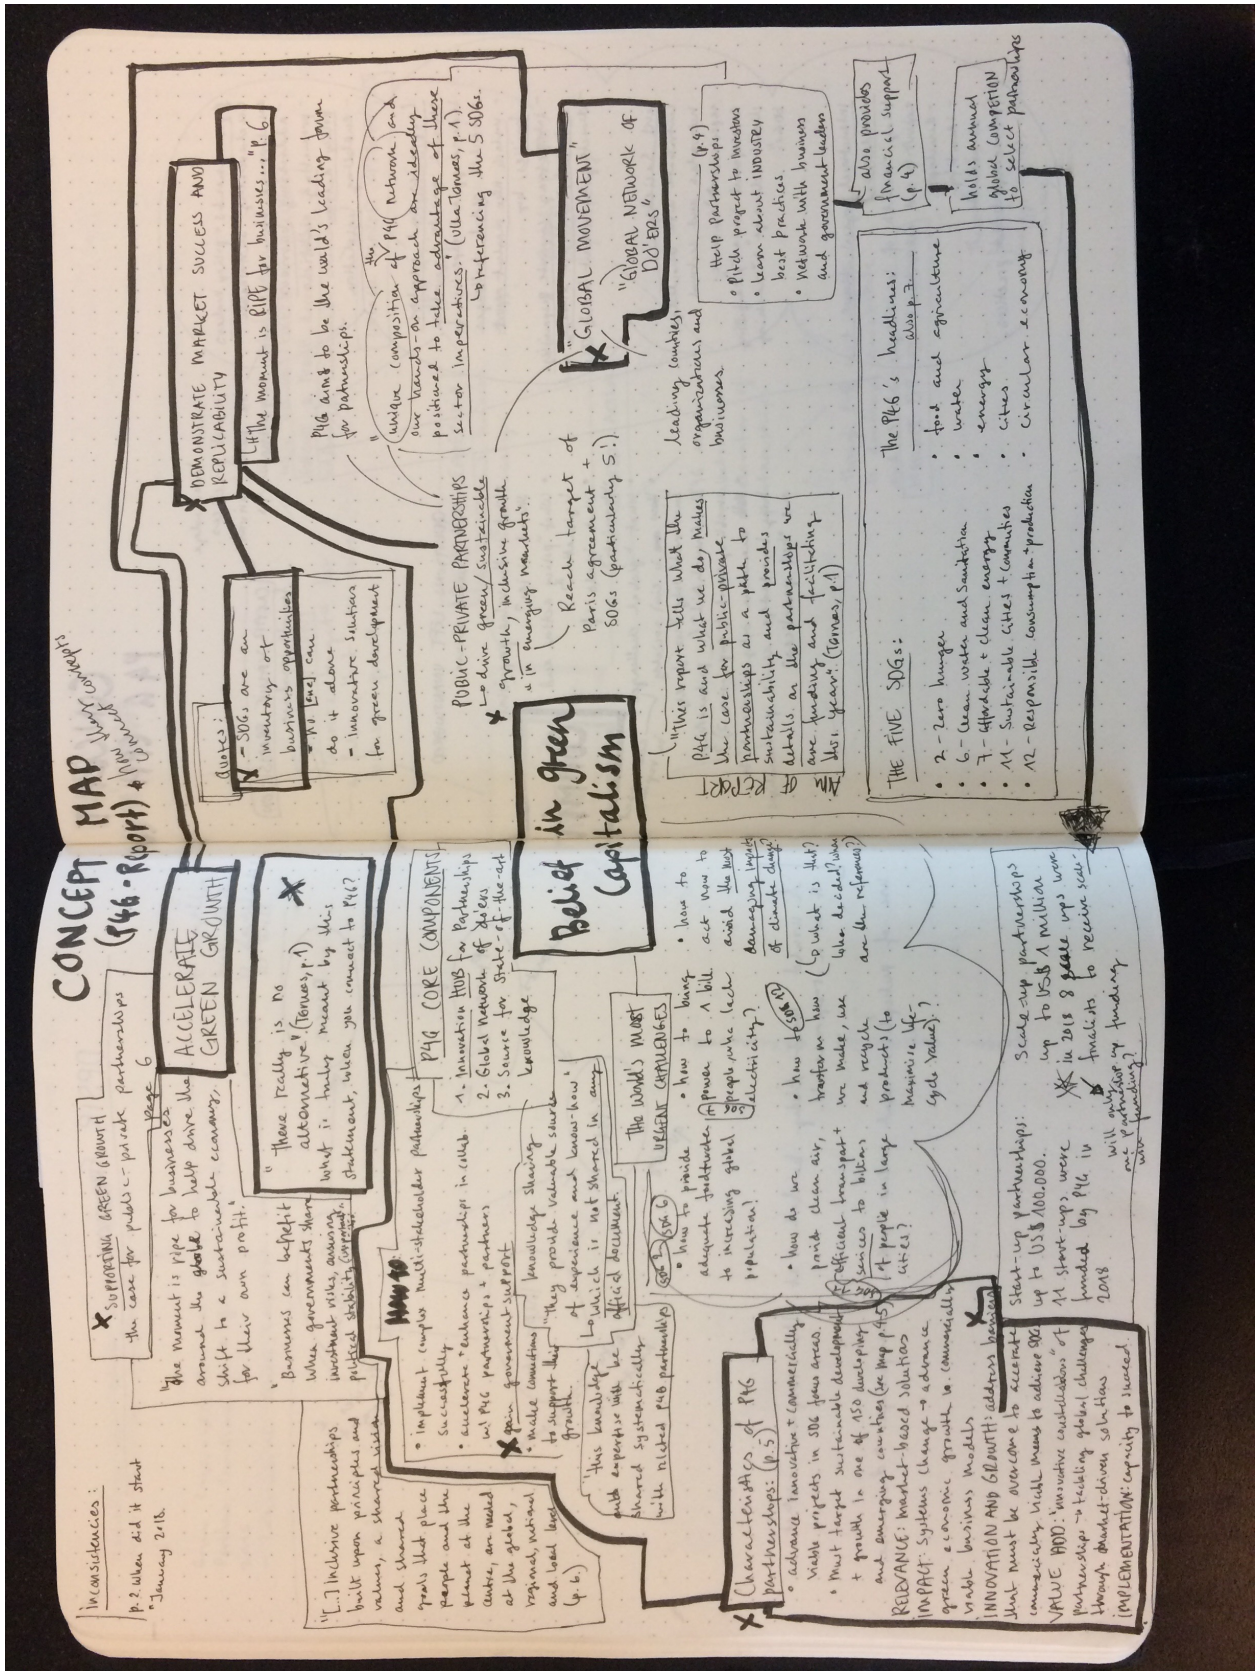 CONCEPT MAP
(P4G-Report) + how they connect
key concepts
inconsistencies:
p. 2. When did it start
"January 2018.
SUPPORTING GREEN GROWTH
the case for public-private partnerships
page 6
"The moment is ripe for businesses
around the globe to help drive the
shift to a sustainable economy,
for their own profit."
"Businesses can benefit
when governments share
investment risks, ensuring
political stability
ACCELERATE
GREEN GROWTH
"There really is no
alternative" (Tornæs, p.1)
What is truly meant by this
statement, when you connect to P4G?
"[..] Inclusive partnerships
built upon principles and
values, a shared vision
and shared
goals that place
people and the
planet at the
centre, are needed
at the global,
regional, national
and local level"
(p. 6.)
HOW TO:
• implement complex multi-stakeholder partnerships
successfully
• accelerate + enhance partnerships in collab.
w/ P4G partnerships + partners
gain government support
• make connections
to support their
growth.
knowledge sharing
"They provide valuable sources
of experience and know-how"
↳ which is not shared in any
official document.
"this knowledge
and expertise will be
shared systematically
with related P4G partnerships
P4G CORE COMPONENTS
1. Innovation HUB for Partnerships
2. Global Network of do'ers
3. Source for State-of-the-art
knowledge
Belief in green
Capitalism
THE WORLD'S MOST
URGENT CHALLENGES
SDG 2
SDG 6
• how to provide
adequate food+water
to increasing global
population?
• how to bring
power to 1 bill.
people who lack
electricity?
SDG 7
• how to
act now to
avoid the most
damaging impacts
of climate change?
(↳ what is that?
who decided? where
are the references?)
• how do we
provide clean air,
efficient transport +
services to billions
of people in large
cities?
SDG 11
• how to
transform how
we make, use
and recycle
products (to
maximise life-
cycle value)?
SDG 12
Characteristics of P4G
partnerships: (p.5)
• advance innovative + commercially
viable projects in SDG focus areas.
• Must target sustainable development
+ growth in one of 150 developing
and emerging countries (see map p.45)
RELEVANCE: market-based solutions
IMPACT: Systems change → advance
green economic growth w. commercially
viable business models
INNOVATION AND GROWTH: address barriers
that must be overcome to accelerate
commercially viable means to achieve SDGs
VALUE ADD: "innovative constellations" of
partnership → tackling global challenges
through market-driven solutions
IMPLEMENTATION: capacity to succeed.
Start-up partnerships:
up to US$ 100.000.
11 start-ups were
funded by P4G in
2018
Scale-up partnerships
up to US$ 1 million
in 2018 8 scale ups were
finalists to receive scale-
up funding
will only
one partnership
win funding?
DEMONSTRATE MARKET SUCCESS AND
REPLICABILITY
↳ "The moment is RIPE for businesses..." p. 6
quotes:
- SDGs are an
inventory of
business opportunities
- no [one] can
do it alone
- innovative solutions
for green development
P4G aims to be the world's leading forum
for partnerships.
"unique composition of the P4G network and
our hands-on approach are ideally
positioned to take advantage of these
sector imperatives." (Ulla Tørnæs, p.1)
↳ referencing the 5 SDGs.
PUBLIC-PRIVATE PARTNERSHIPS
↳ drive green/sustainable
growth, inclusive growth
"in emerging markets".
Reach target of
Paris agreement +
SDGs (particularly 5!)
"GLOBAL MOVEMENT"
"GLOBAL NETWORK OF
DO'ERS"
leading countries,
organizations and
businesses.
Help Partnerships (p. 4)
• Pitch project to investors
• learn about INDUSTRY
best practices
• network with business
and government leaders
also provides
financial support
(p. 4)
holds annual
global competion
to select partnerships
AIM OF REPORT
"This report tells what the
P4G is and what we do, makes
the case for public-private
partnerships as a path to
sustainability and provides
details on the partnerships we
are funding and facilitating
this year". (Tørnæs, p.1)
THE FIVE SDGs:
• 2 - Zero hunger
• 6 - Clean water and Sanitation
• 7 - Affordable + clean energy
• 11 - Sustainable cities + communities
• 12 - Responsible consumption + production
The P4G's headlines:
also p.7.
• food and agriculture
• water
• energy
• cities
• circular economy